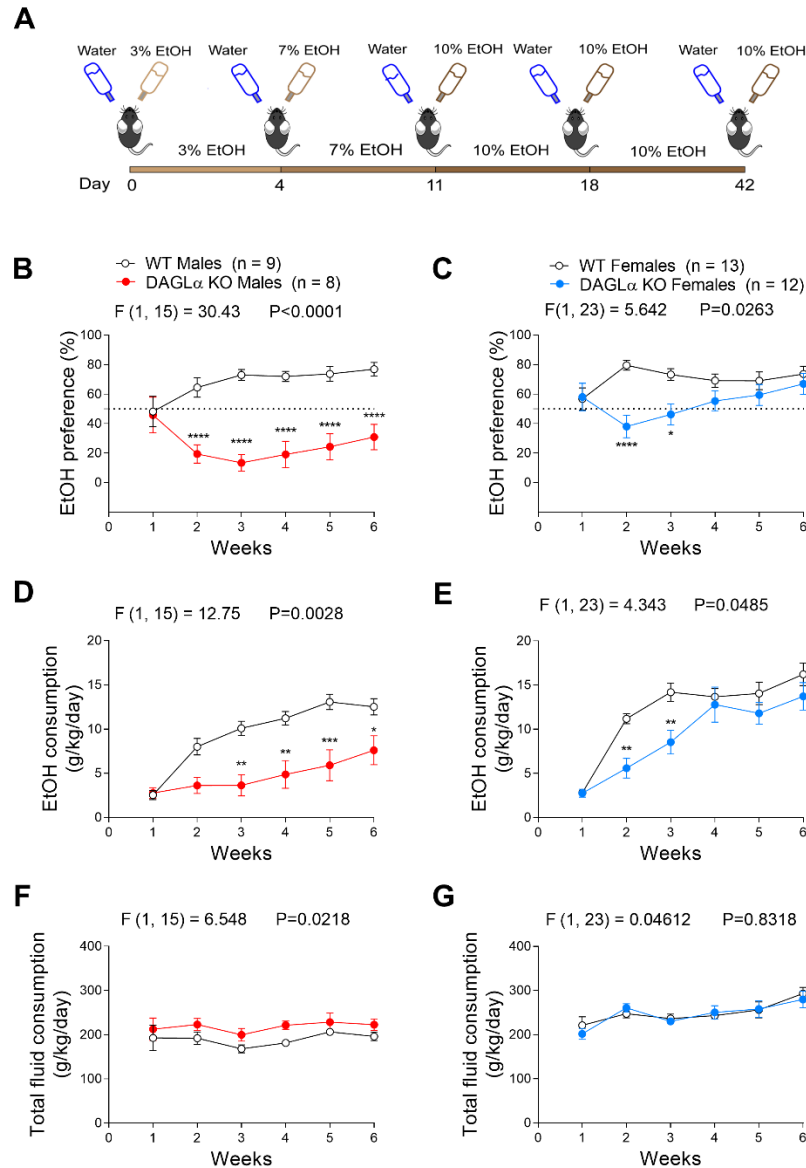 A
Water 3% EtOH Water 7% EtOH Water 10% EtOH Water 10% EtOH Water 10% EtOH
3% EtOH 7% EtOH 10% EtOH 10% EtOH
Day 0 4 11 18 42
B
WT Males (n = 9)
DAGLα KO Males (n = 8)
F (1, 15) = 30.43 P<0.0001
EtOH preference (%)
100
80
60
40
20
0
**** **** **** **** ****
0 1 2 3 4 5 6
Weeks
C
WT Females (n = 13)
DAGLα KO Females (n = 12)
F(1, 23) = 5.642 P=0.0263
EtOH preference (%)
100
80
60
40
20
0
**** *
0 1 2 3 4 5 6
Weeks
D
F (1, 15) = 12.75 P=0.0028
EtOH consumption
(g/kg/day)
20
15
10
5
0
** ** *** *
0 1 2 3 4 5 6
Weeks
E
F (1, 23) = 4.343 P=0.0485
EtOH consumption
(g/kg/day)
20
15
10
5
0
** **
0 1 2 3 4 5 6
Weeks
F
F (1, 15) = 6.548 P=0.0218
Total fluid consumption
(g/kg/day)
400
300
200
100
0
0 1 2 3 4 5 6
Weeks
G
F (1, 23) = 0.04612 P=0.8318
Total fluid consumption
(g/kg/day)
400
300
200
100
0
0 1 2 3 4 5 6
Weeks